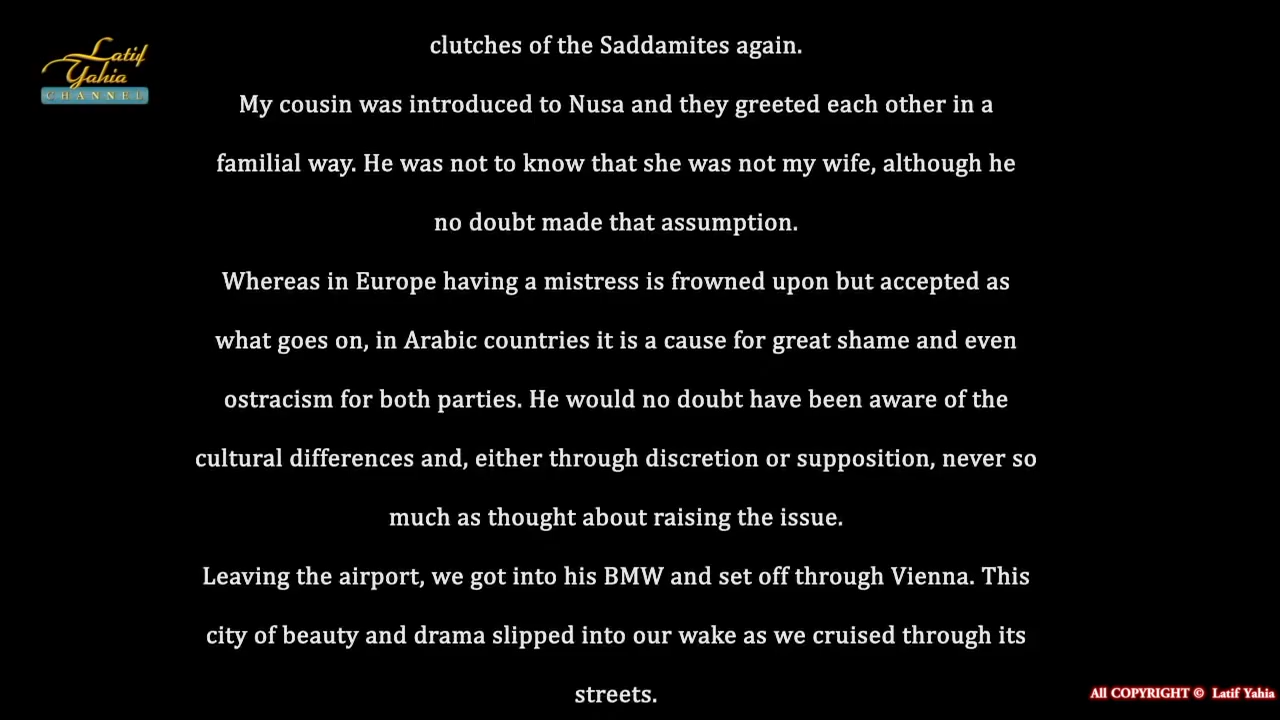 Latif
Yahia
CHANNEL
clutches of the Saddamites again.
My cousin was introduced to Nusa and they greeted each other in a
familial way. He was not to know that she was not my wife, although he
no doubt made that assumption.
Whereas in Europe having a mistress is frowned upon but accepted as
what goes on, in Arabic countries it is a cause for great shame and even
ostracism for both parties. He would no doubt have been aware of the
cultural differences and, either through discretion or supposition, never so
much as thought about raising the issue.
Leaving the airport, we got into his BMW and set off through Vienna. This
city of beauty and drama slipped into our wake as we cruised through its
streets.
All COPYRIGHT © Latif Yahia